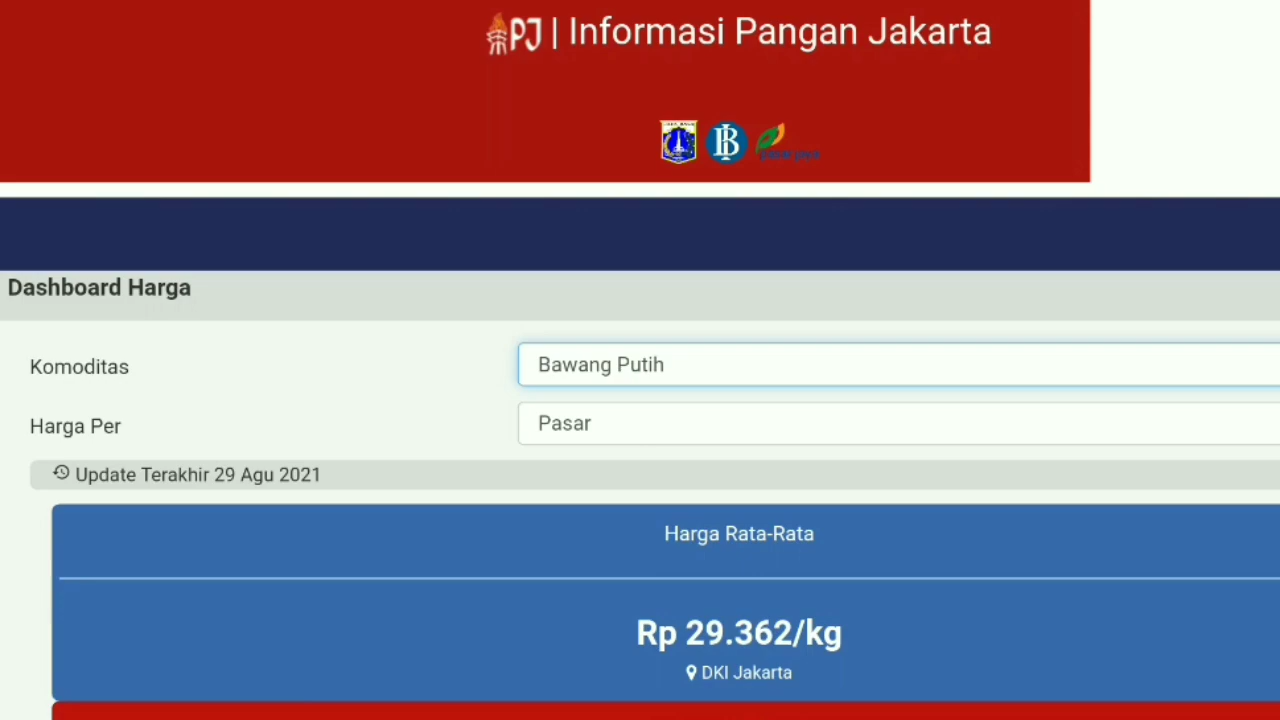 PJ | Informasi Pangan Jakarta
Dashboard Harga
Komoditas
Bawang Putih
Harga Per
Pasar
Update Terakhir 29 Agu 2021
Harga Rata-Rata
Rp 29.362/kg
DKI Jakarta